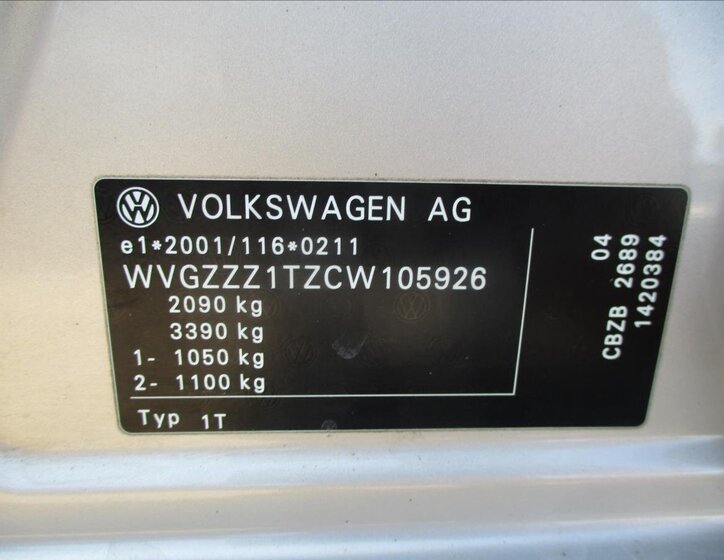 VOLKSWAGEN AG
e1*2001/116*0211
WVGZZZ1TZCW105926
2090 kg
3390 kg
1- 1050 kg
2- 1100 kg
Typ 1T
04
CBZB 2689
1420384